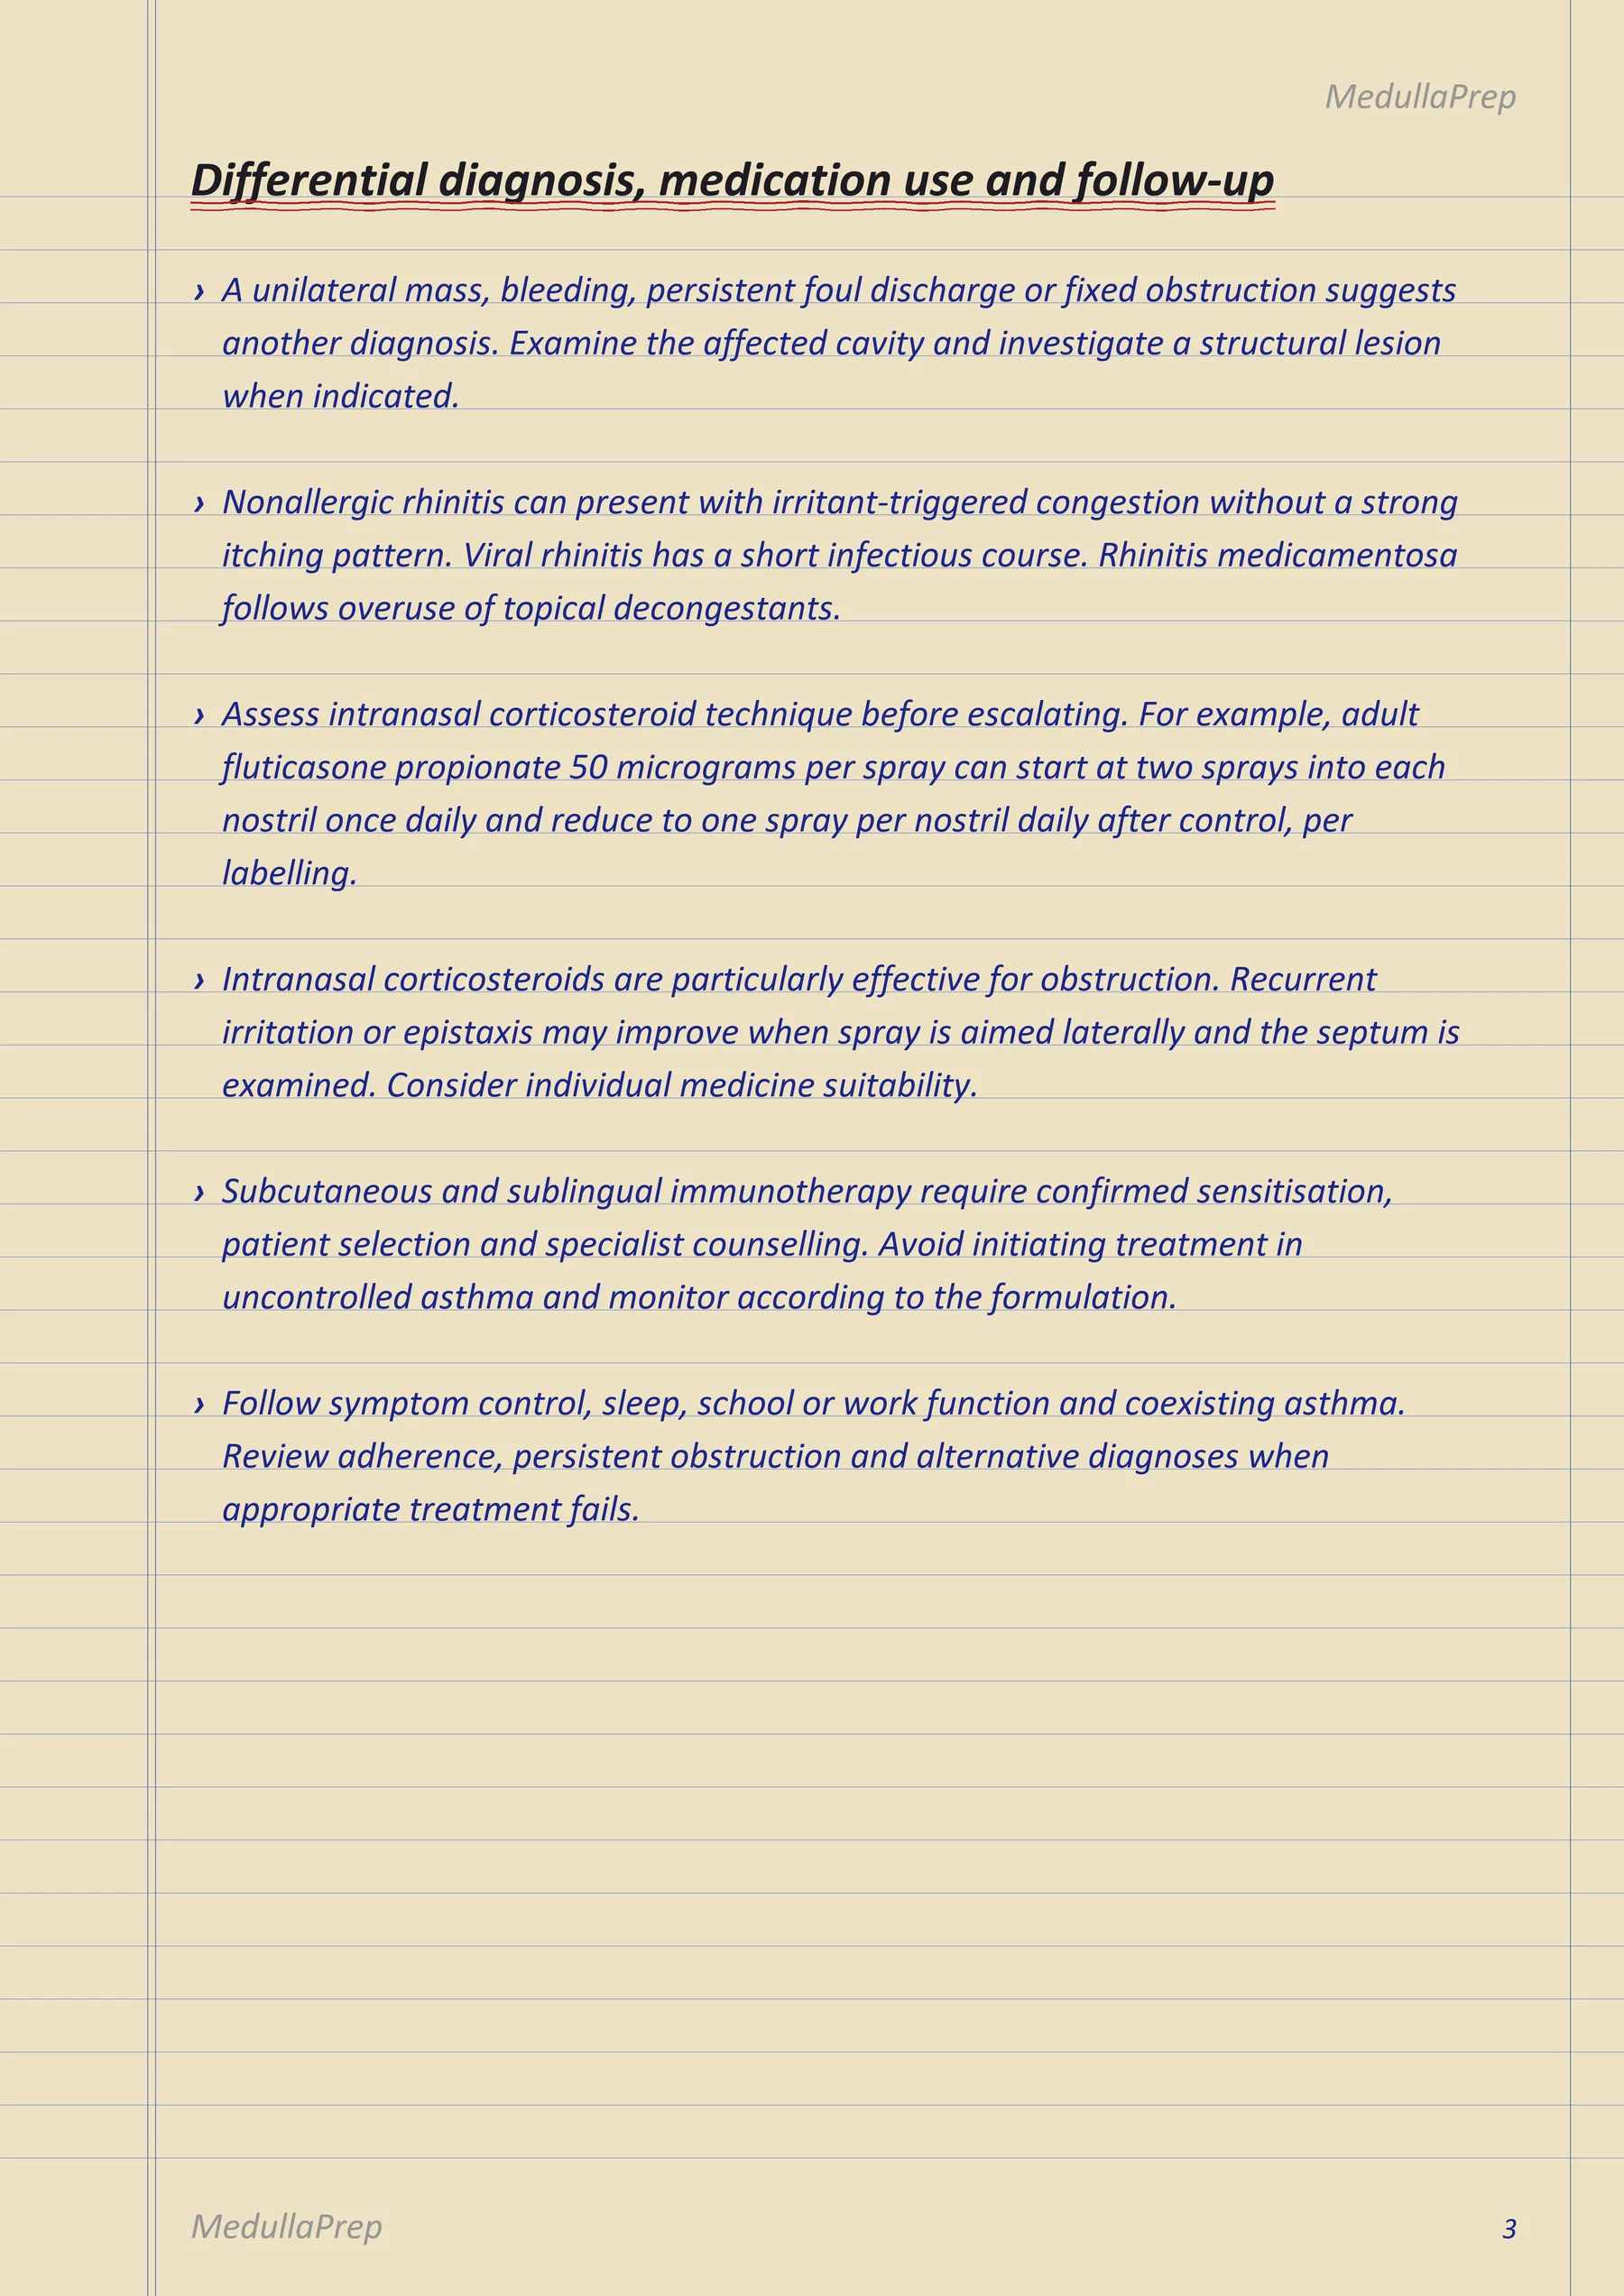 MedullaPrep
Differential diagnosis, medication use and follow-up
› A unilateral mass, bleeding, persistent foul discharge or fixed obstruction suggests
another diagnosis. Examine the affected cavity and investigate a structural lesion
when indicated.
› Nonallergic rhinitis can present with irritant-triggered congestion without a strong
itching pattern. Viral rhinitis has a short infectious course. Rhinitis medicamentosa
follows overuse of topical decongestants.
› Assess intranasal corticosteroid technique before escalating. For example, adult
fluticasone propionate 50 micrograms per spray can start at two sprays into each
nostril once daily and reduce to one spray per nostril daily after control, per
labelling.
› Intranasal corticosteroids are particularly effective for obstruction. Recurrent
irritation or epistaxis may improve when spray is aimed laterally and the septum is
examined. Consider individual medicine suitability.
› Subcutaneous and sublingual immunotherapy require confirmed sensitisation,
patient selection and specialist counselling. Avoid initiating treatment in
uncontrolled asthma and monitor according to the formulation.
› Follow symptom control, sleep, school or work function and coexisting asthma.
Review adherence, persistent obstruction and alternative diagnoses when
appropriate treatment fails.
MedullaPrep
3